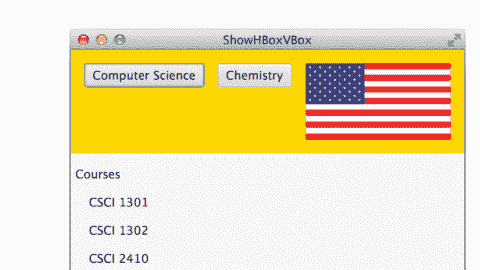 ShowHBoxVBox
Computer Science Chemistry
Courses
CSCI 1301
CSCI 1302
CSCI 2410